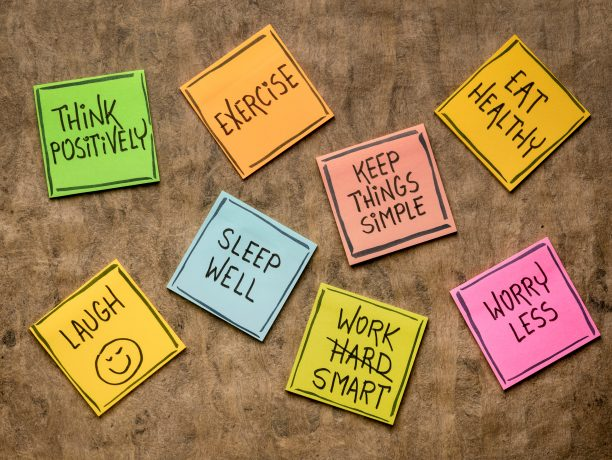 THINK
POSITIVELY
EXERCISE
EAT
HEALTHY
KEEP
THINGS
SIMPLE
SLEEP
WELL
LAUGH
WORK
HARD
SMART
WORRY
LESS